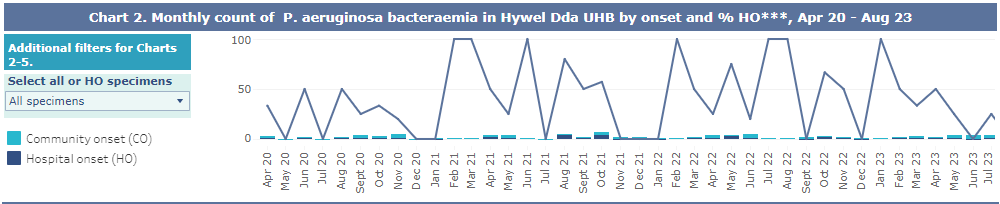 Chart 2. Monthly count of P. aeruginosa bacteraemia in Hywel Dda UHB by onset and % HO***, Apr 20 - Aug 23
Additional filters for Charts
2-5.
Select all or HO specimens
All specimens
Community onset (CO)
Hospital onset (HO)
100
50
0
Apr 20
May 20
Jun 20
Jul 20
Aug 20
Sept 20
Oct 20
Nov 20
Dec 20
Jan 21
Feb 21
Mar 21
Apr 21
May 21
Jun 21
Jul 21
Aug 21
Sept 21
Oct 21
Nov 21
Dec 21
Jan 22
Feb 22
Mar 22
Apr 22
May 22
Jun 22
Jul 22
Aug 22
Sept 22
Oct 22
Nov 22
Dec 22
Jan 23
Feb 23
Mar 23
Apr 23
May 23
Jun 23
Jul 23